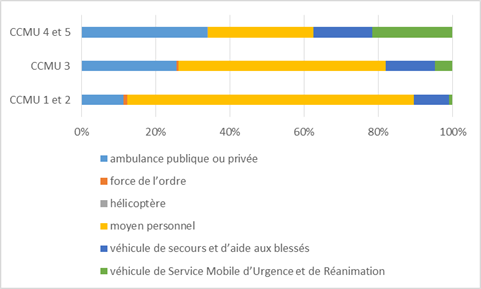 CCMU 4 et 5
CCMU 3
CCMU 1 et 2
0% 20% 40% 60% 80% 100%
ambulance publique ou privée
force de l'ordre
hélicoptère
moyen personnel
véhicule de secours et d'aide aux blessés
véhicule de Service Mobile d'Urgence et de Réanimation